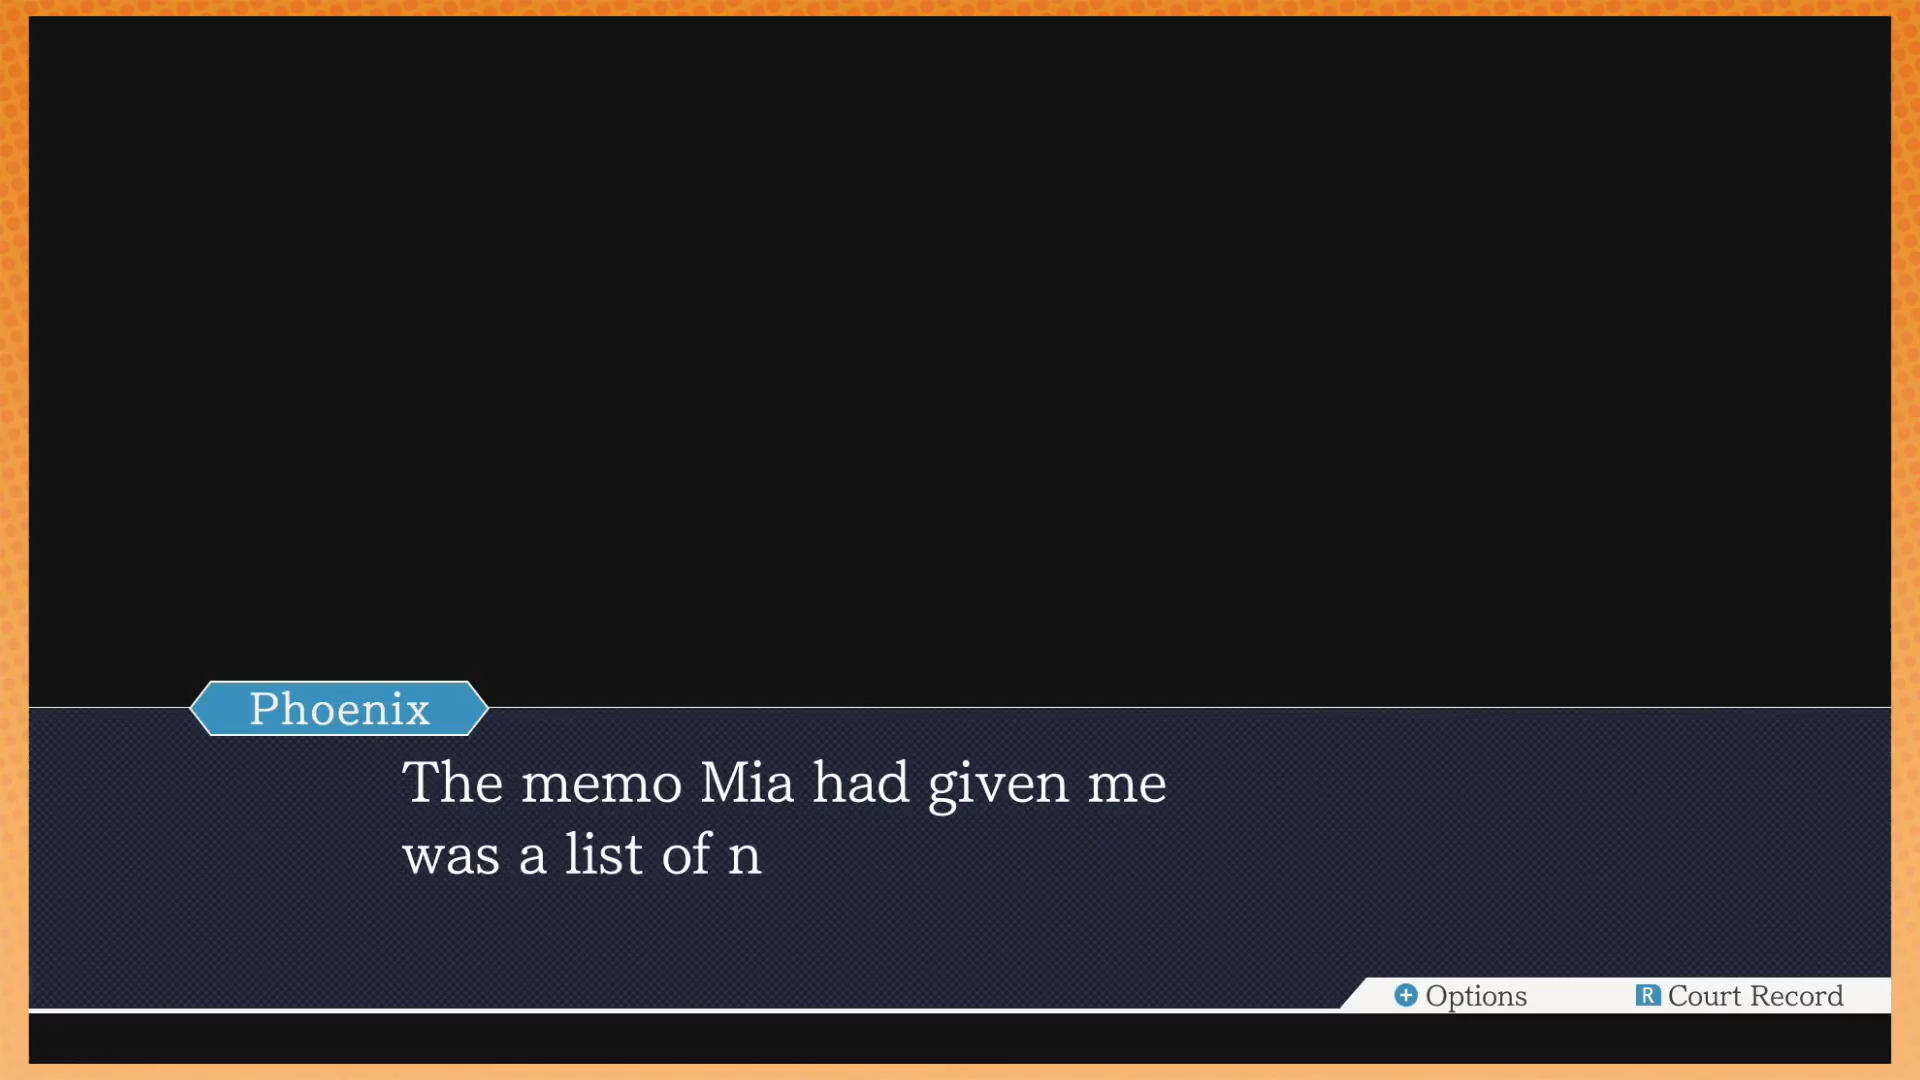 Phoenix
The memo Mia had given me
was a list of n
+ Options
R Court Record